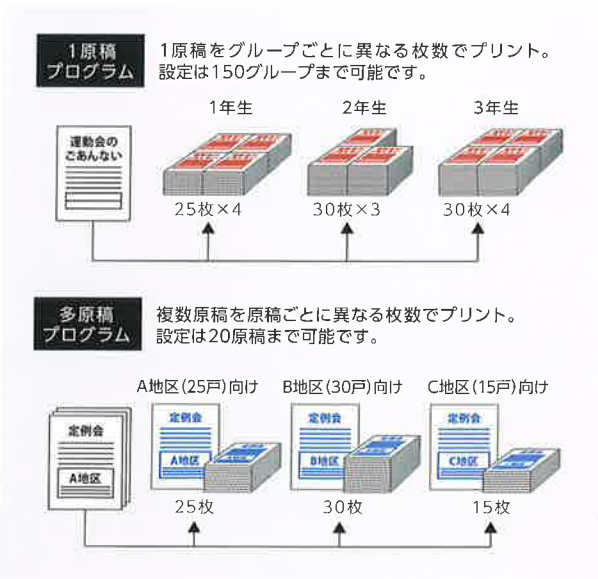 1原稿
プログラム
1原稿をグループごとに異なる枚数でプリント。
設定は150グループまで可能です。
1年生
2年生
3年生
運動会の
ごあんない
25枚×4
30枚×3
30枚×4
多原稿
プログラム
複数原稿を原稿ごとに異なる枚数でプリント。
設定は20原稿まで可能です。
A地区(25戸)向け
B地区(30戸)向け
C地区(15戸)向け
定例会
A地区
定例会
A地区
定例会
B地区
定例会
C地区
25枚
30枚
15枚